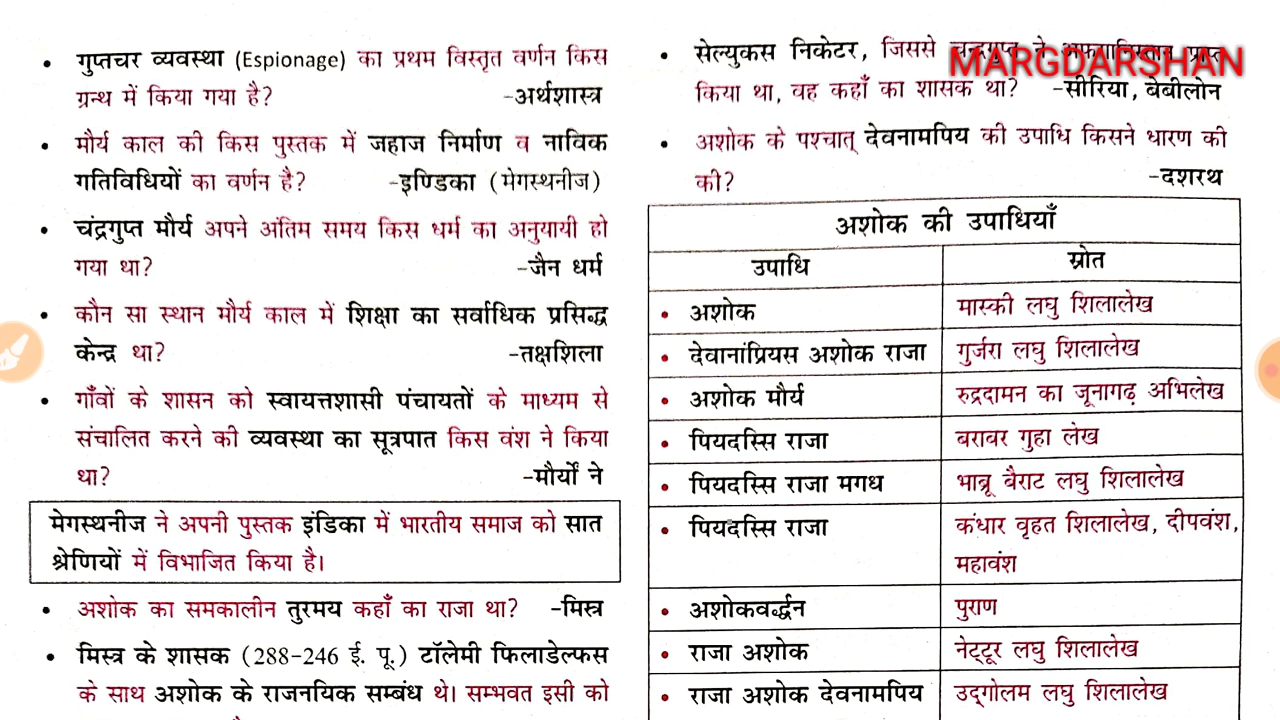 • गुप्तचर व्यवस्था (Espionage) का प्रथम विस्तृत वर्णन किस
ग्रन्थ में किया गया है? -अर्थशास्त्र
• मौर्य काल की किस पुस्तक में जहाज निर्माण व नाविक
गतिविधियों का वर्णन है? -इण्डिका (मेगस्थनीज)
• चंद्रगुप्त मौर्य अपने अंतिम समय किस धर्म का अनुयायी हो
गया था? -जैन धर्म
• कौन सा स्थान मौर्य काल में शिक्षा का सर्वाधिक प्रसिद्ध
केन्द्र था? -तक्षशिला
• गाँवों के शासन को स्वायत्तशासी पंचायतों के माध्यम से
संचालित करने की व्यवस्था का सूत्रपात किस वंश ने किया
था? -मौर्यों ने
मेगस्थनीज ने अपनी पुस्तक इंडिका में भारतीय समाज को सात
श्रेणियों में विभाजित किया है।
• अशोक का समकालीन तुरमय कहाँ का राजा था? -मिस्त्र
• मिस्त्र के शासक (288-246 ई. पू.) टॉलेमी फिलाडेल्फस
के साथ अशोक के राजनयिक सम्बंध थे। सम्भवत इसी को
MARGDARSHAN
• सेल्युकस निकेटर, जिससे चन्द्रगुप्त ने अफगानिस्तान प्राप्त
किया था, वह कहाँ का शासक था? -सीरिया, बेबीलोन
• अशोक के पश्चात् देवनामपिय की उपाधि किसने धारण की
की? -दशरथ
अशोक की उपाधियाँ
उपाधि स्रोत
• अशोक मास्की लघु शिलालेख
• देवानांप्रियस अशोक राजा गुर्जरा लघु शिलालेख
• अशोक मौर्य रुद्रदामन का जूनागढ़ अभिलेख
• पियदस्सि राजा बराबर गुहा लेख
• पियदस्सि राजा मगध भाब्रू बैराट लघु शिलालेख
• पियदस्सि राजा कंधार वृहत शिलालेख, दीपवंश,
महावंश
• अशोकवर्द्धन पुराण
• राजा अशोक नेट्टूर लघु शिलालेख
• राजा अशोक देवनामपिय उद्गोलम लघु शिलालेख